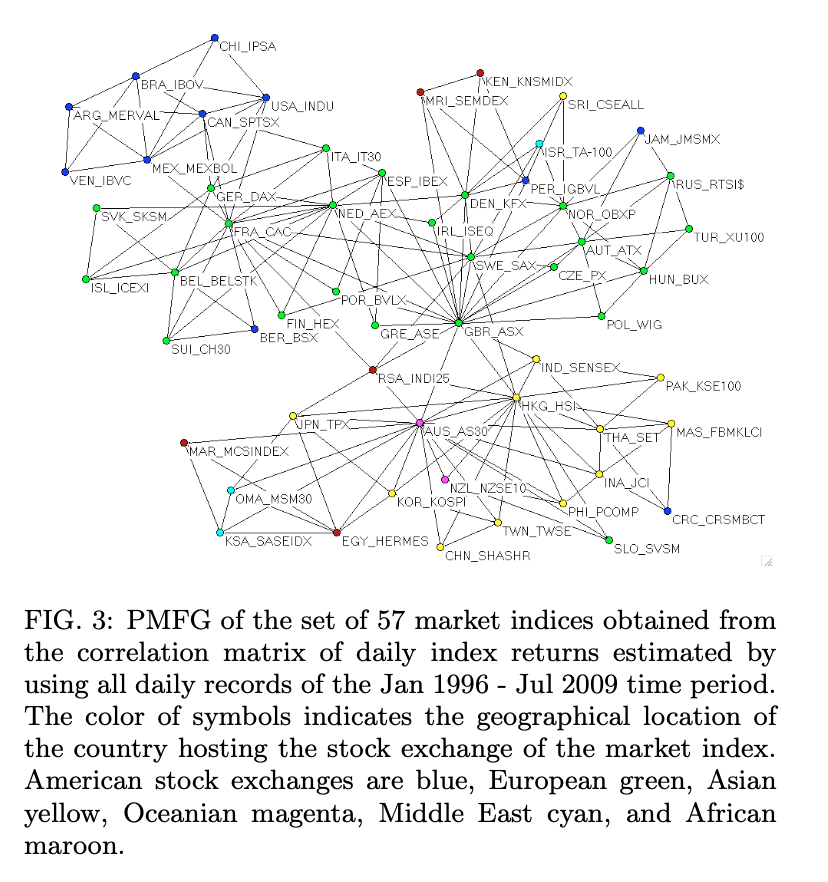 CHI_IPSA
BRA_IBOV
USA_INDU
ARG_MERVAL
CAN_SPTSX
VEN_IBVC
MEX_MEXBOL
KEN_KNSMIDX
MRI_SEMDEX
SRI_CSEALL
ISR_TA-100
JAM_JMSMX
ITA_IT30
ESP_IBEX
PER_IGBVL
RUS_RTSI$
GER_DAX
NED_AEX
DEN_KFX
NOR_OBXP
SVK_SKSM
FRA_CAC
IRL_ISEQ
TUR_XU100
AUT_ATX
SWE_SAX
CZE_PX
HUN_BUX
ISL_ICEXI
BEL_BELSTK
POR_BVLX
FIN_HEX
GRE_ASE
GBR_ASX
POL_WIG
BER_BSX
SUI_CH30
RSA_INDI25
IND_SENSEX
PAK_KSE100
HKG_HSI
JPN_TPX
AUS_AS30
THA_SET
MAS_FBMKLCI
MAR_MCSINDEX
OMA_MSM30
KOR_KOSPI
NZL_NZSE10
INA_JCI
PHI_PCOMP
CRC_CRSMBCT
TWN_TWSE
KSA_SASEIDX
EGY_HERMES
CHN_SHASHR
SLO_SVSM
FIG. 3: PMFG of the set of 57 market indices obtained from
the correlation matrix of daily index returns estimated by
using all daily records of the Jan 1996 - Jul 2009 time period.
The color of symbols indicates the geographical location of
the country hosting the stock exchange of the market index.
American stock exchanges are blue, European green, Asian
yellow, Oceanian magenta, Middle East cyan, and African
maroon.